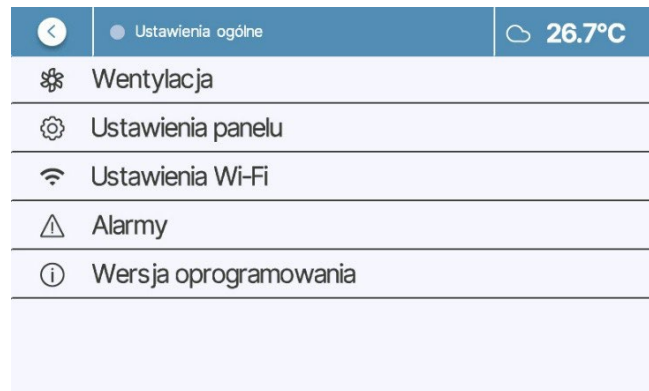 Ustawienia ogólne
26.7°C
Wentylacja
Ustawienia panelu
Ustawienia Wi-Fi
Alarmy
Wersja oprogramowania